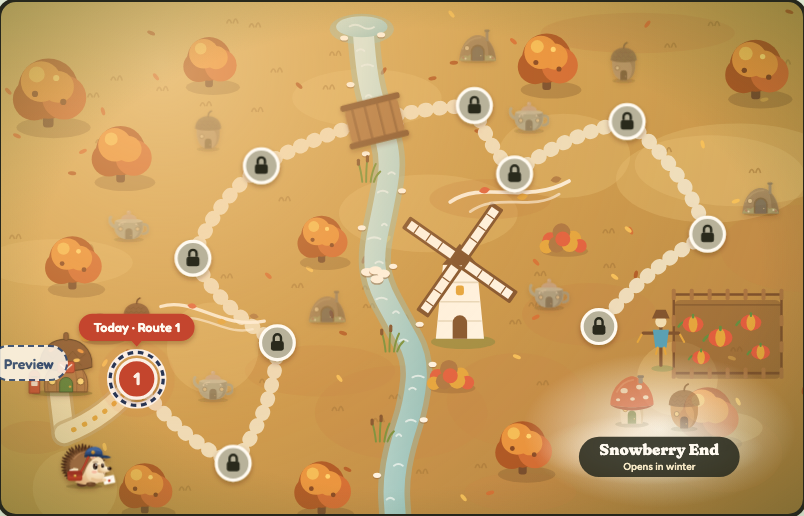 Today · Route 1
Preview
1
Snowberry End
Opens in winter